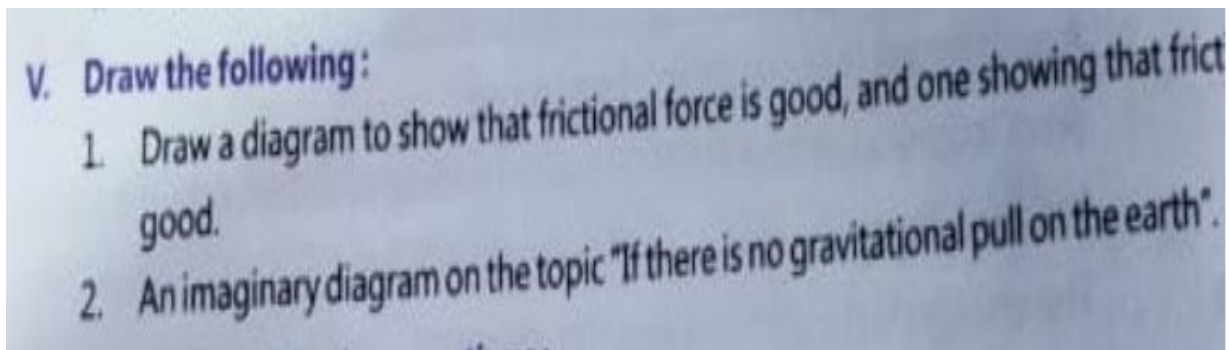 V. Draw the following:
1. Draw a diagram to show that frictional force is good, and one showing that frict
good.
2. An imaginary diagram on the topic "If there is no gravitational pull on the earth".